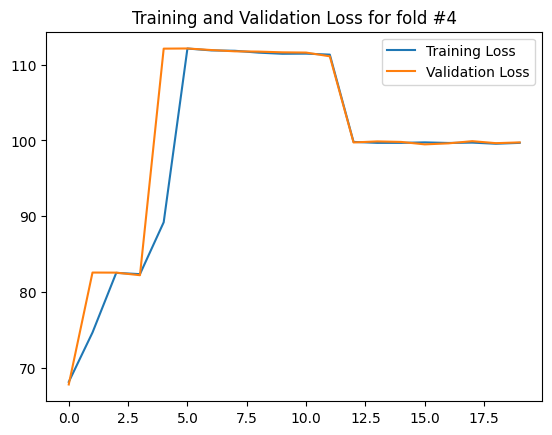 Training and Validation Loss for fold #4
Training Loss
Validation Loss
110
100
90
80
70
0.0 2.5 5.0 7.5 10.0 12.5 15.0 17.5